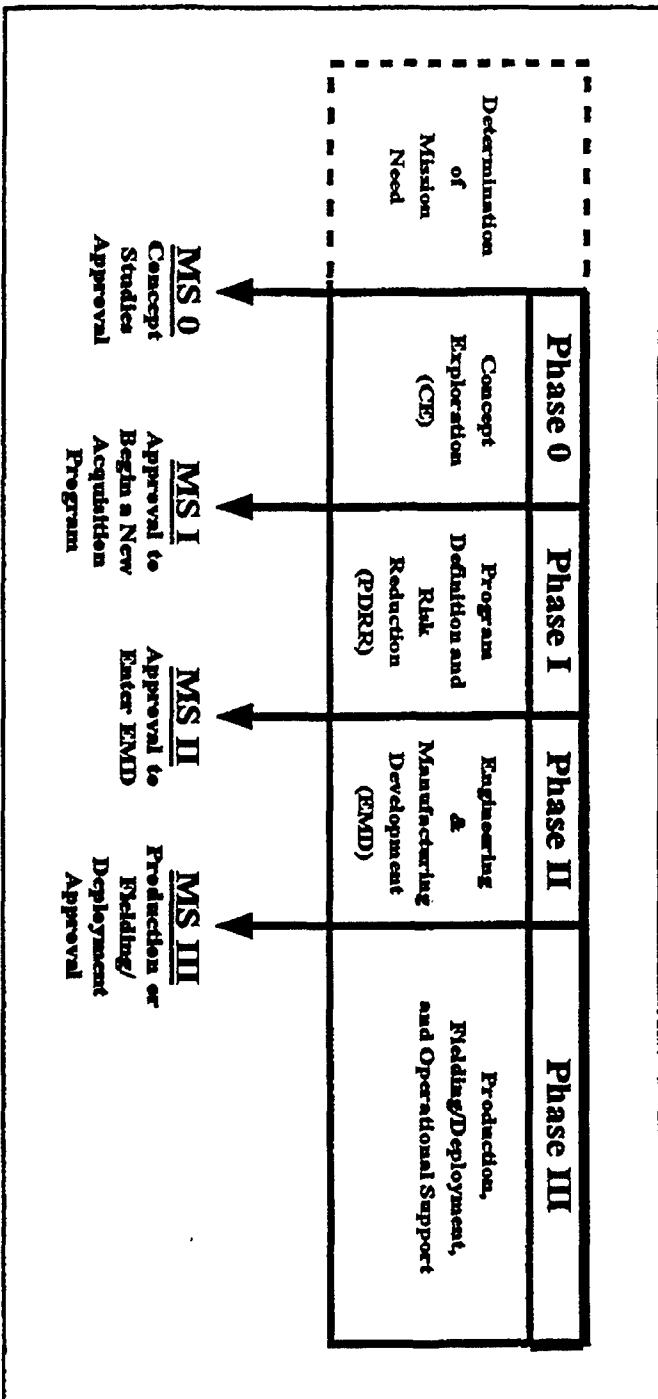 Determination
of
Mission
Need
Phase 0
Concept
Exploration
(CE)
Phase I
Program
Definition and
Risk
Reduction
(PDRR)
Phase II
Engineering
&
Manufacturing
Development
(EMD)
Phase III
Production,
Fielding/Deployment,
and Operational Support
MS 0
Concept
Studies
Approval
MS I
Approval to
Begin a New
Acquisition
Program
MS II
Approval to
Enter EMD
MS III
Production or
Fielding/
Deployment
Approval